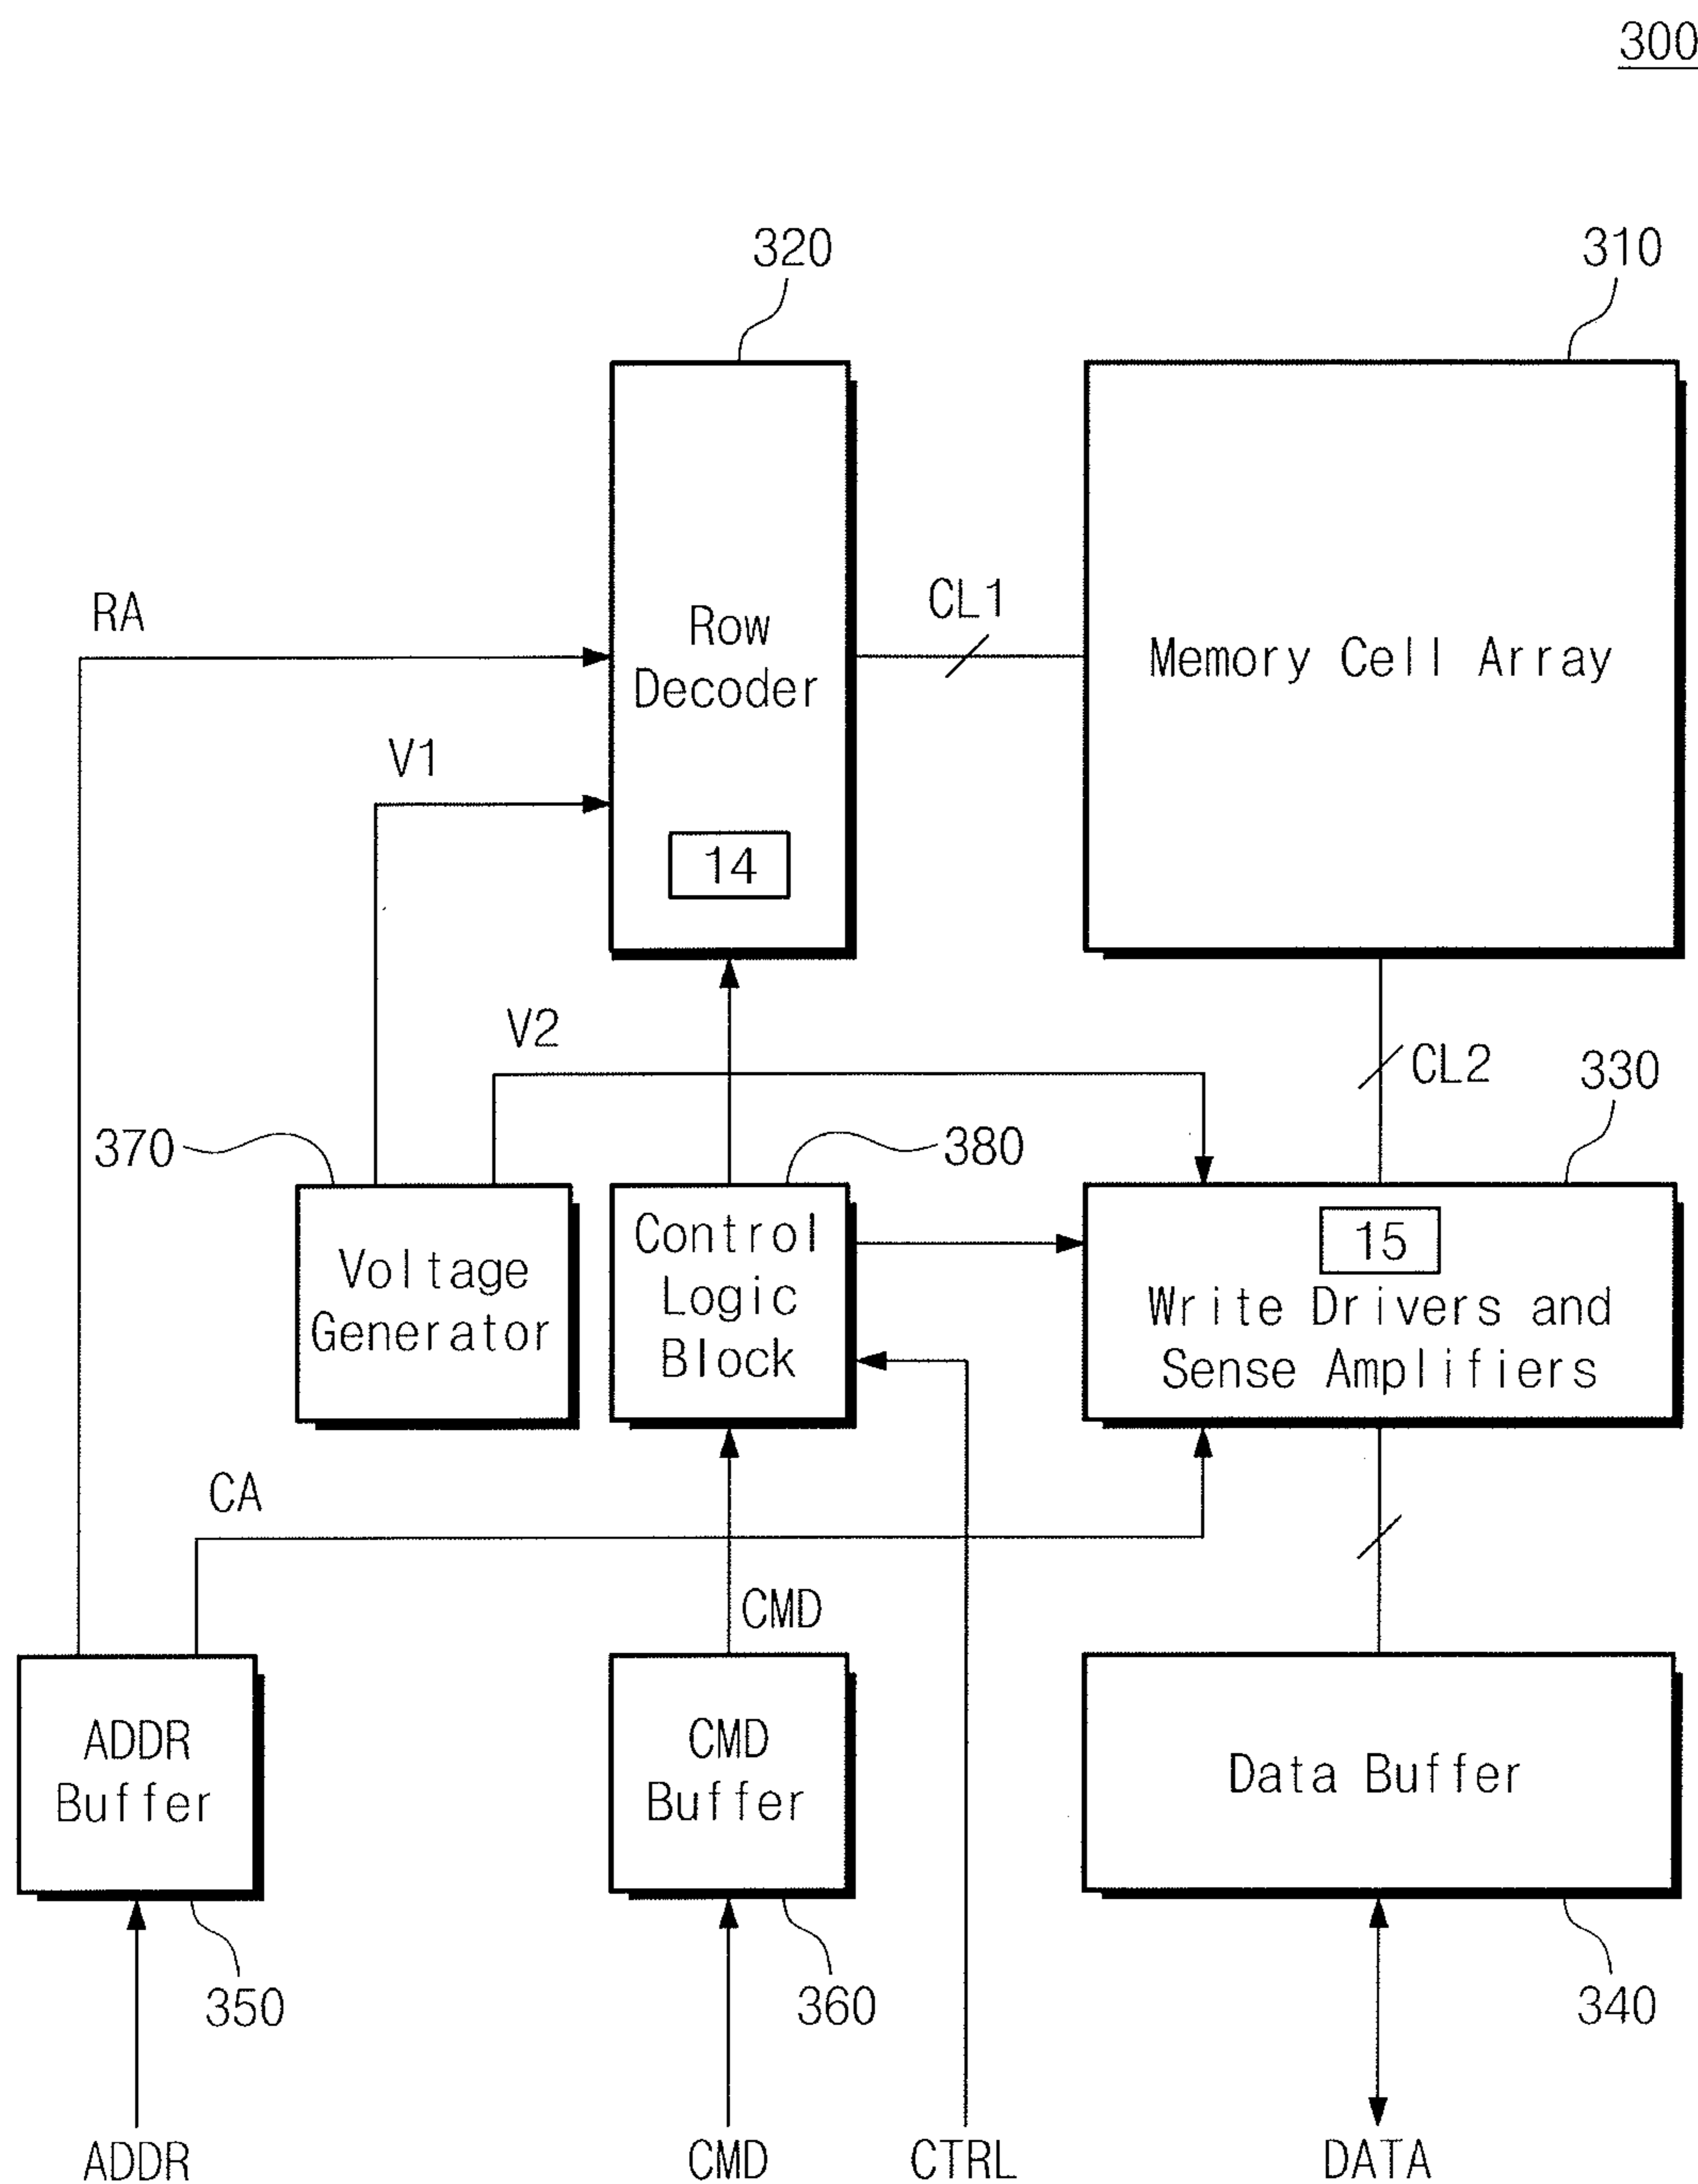 300
320
310
RA
CL1
Row
Decoder
Memory Cell Array
V1
14
V2
CL2
330
370
380
Control
Logic
Block
Voltage
Generator
15
Write Drivers and
Sense Amplifiers
CA
CMD
ADDR
Buffer
CMD
Buffer
Data Buffer
350
360
340
ADDR
CMD
CTRL
DATA